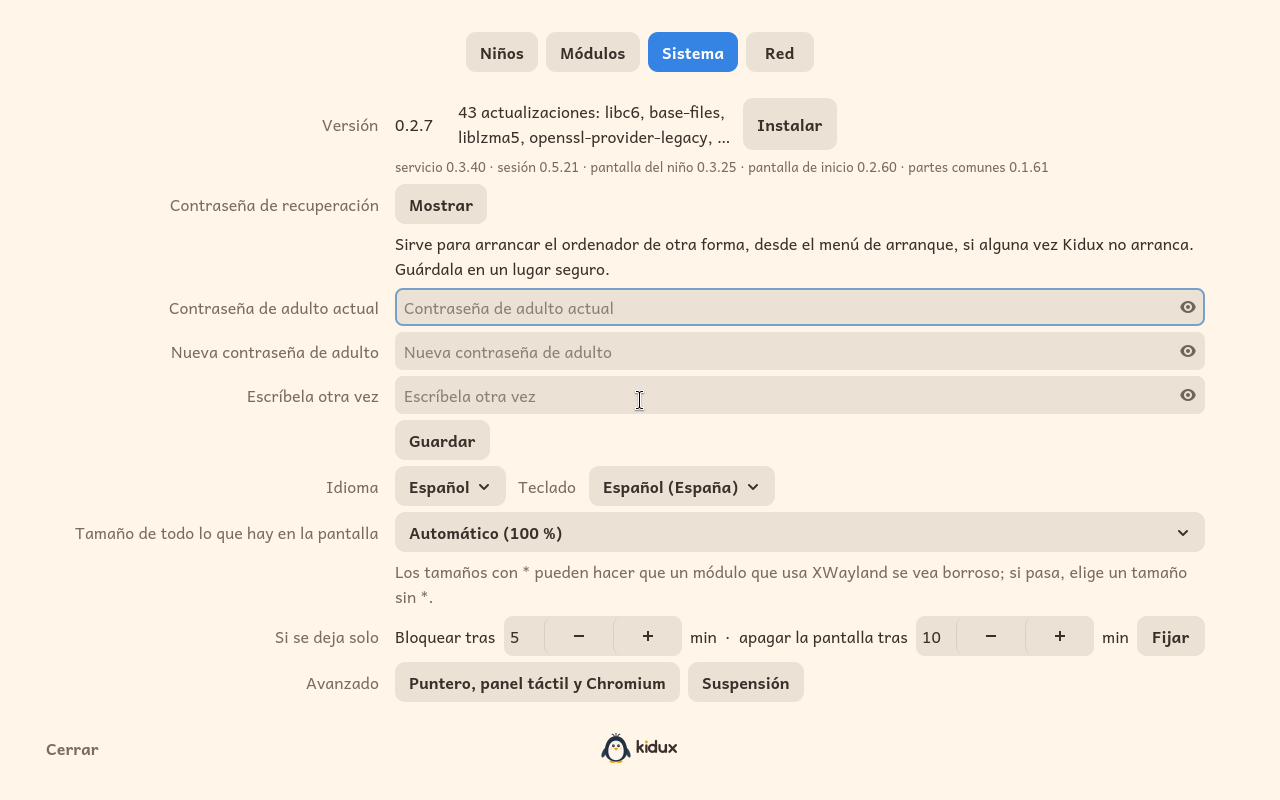 Niños
Módulos
Sistema
Red
Versión
0.2.7
43 actualizaciones: libc6, base-files,
liblzma5, openssl-provider-legacy, ...
Instalar
servicio 0.3.40 · sesión 0.5.21 · pantalla del niño 0.3.25 · pantalla de inicio 0.2.60 · partes comunes 0.1.61
Contraseña de recuperación
Mostrar
Sirve para arrancar el ordenador de otra forma, desde el menú de arranque, si alguna vez Kidux no arranca.
Guárdala en un lugar seguro.
Contraseña de adulto actual
Contraseña de adulto actual
Nueva contraseña de adulto
Nueva contraseña de adulto
Escríbela otra vez
Escríbela otra vez
Guardar
Idioma
Español
Teclado
Español (España)
Tamaño de todo lo que hay en la pantalla
Automático (100 %)
Los tamaños con * pueden hacer que un módulo que usa XWayland se vea borroso; si pasa, elige un tamaño
sin *.
Si se deja solo
Bloquear tras
5
−
+
min
·
apagar la pantalla tras
10
−
+
min
Fijar
Avanzado
Puntero, panel táctil y Chromium
Suspensión
Cerrar
kidux